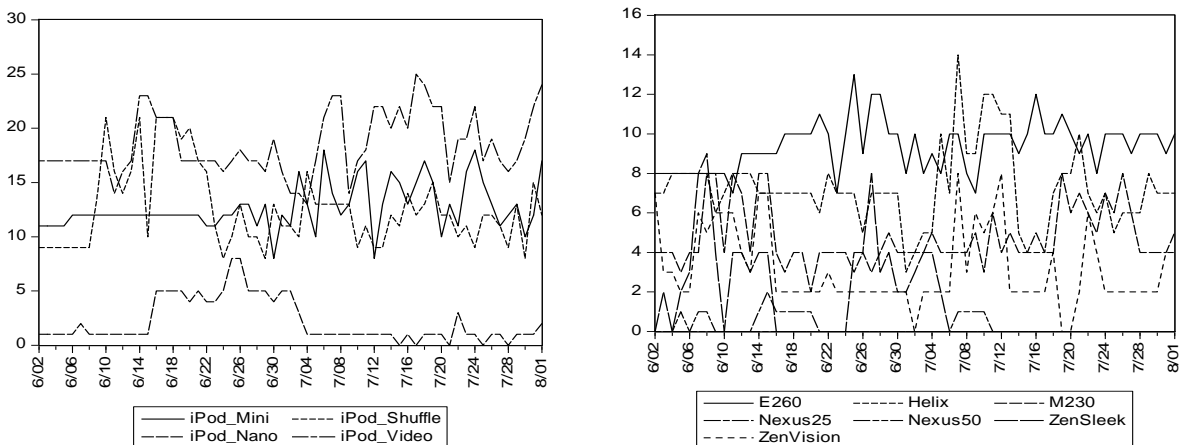 30
25
20
15
10
5
0
6/02 6/06 6/10 6/14 6/18 6/22 6/26 6/30 7/04 7/08 7/12 7/16 7/20 7/24 7/28 8/01
iPod_Mini iPod_Shuffle
iPod_Nano iPod_Video
16
14
12
10
8
6
4
2
0
6/02 6/06 6/10 6/14 6/18 6/22 6/26 6/30 7/04 7/08 7/12 7/16 7/20 7/24 7/28 8/01
E260 Helix M230
Nexus25 Nexus50 ZenSleek
ZenVision